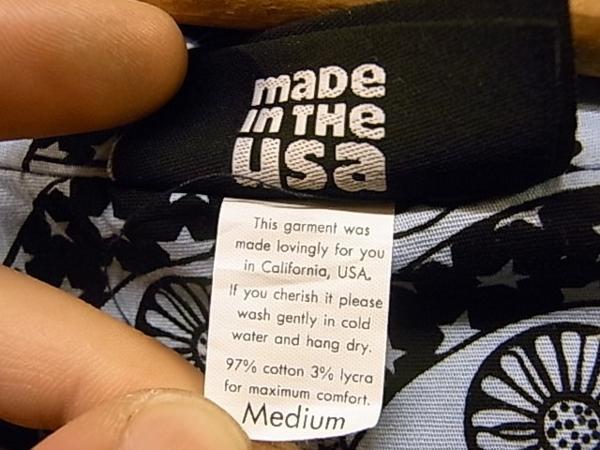 made
in THe
usa
This garment was
made lovingly for you
in California, USA.
If you cherish it please
wash gently in cold
water and hang dry.
97% cotton 3% lycra
for maximum comfort.
Medium